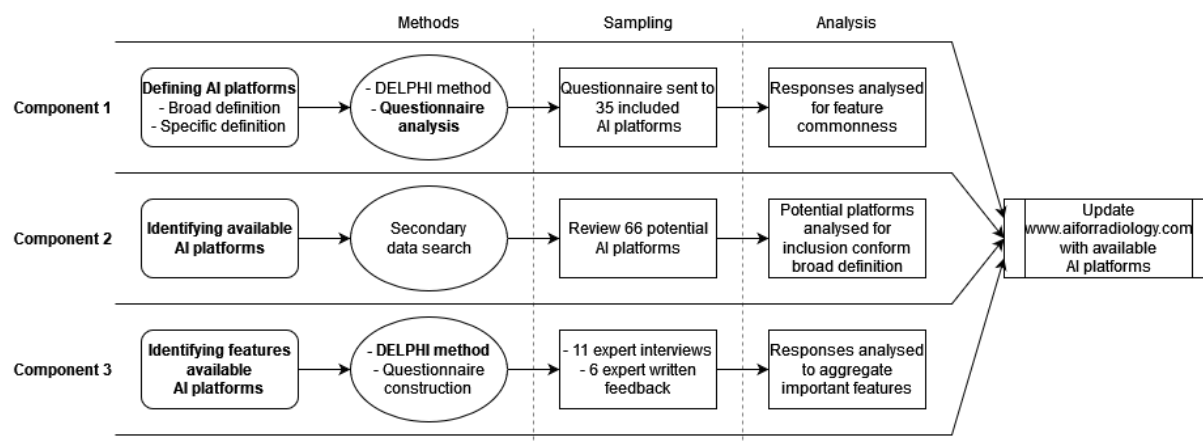 Methods
Sampling
Analysis
Component 1
Defining AI platforms
- Broad definition
- Specific definition
- DELPHI method
- Questionnaire
analysis
Questionnaire sent to
35 included
AI platforms
Responses analysed
for feature
commonness
Component 2
Identifying available
AI platforms
Secondary
data search
Review 66 potential
AI platforms
Potential platforms
analysed for
inclusion conform
broad definition
Update
www.aiforradiology.com
with available
AI platforms
Component 3
Identifying features
available
AI platforms
- DELPHI method
- Questionnaire
construction
- 11 expert interviews
- 6 expert written
feedback
Responses analysed
to aggregate
important features